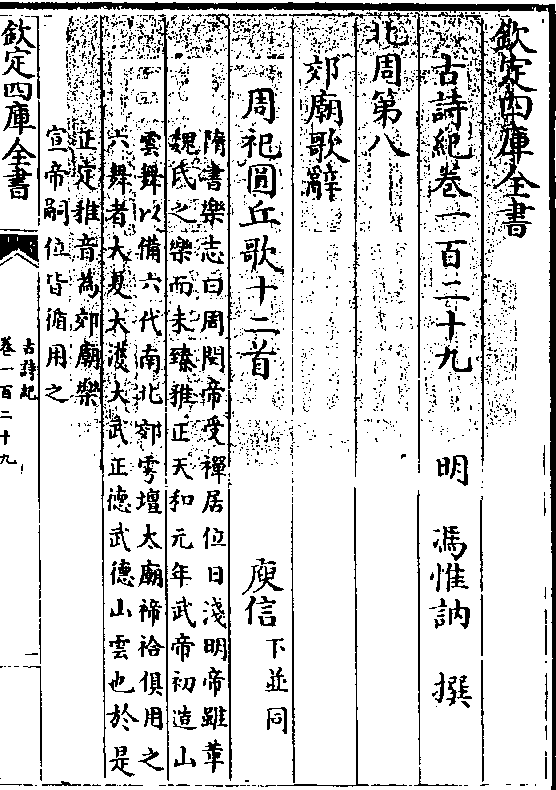 欽定四庫全書
古詩紀卷一百二十九 明 馮惟訥 撰
北周第八
郊廟歌辭
周祀圓丘歌十二首 庾信下並同
隋書樂志曰周閔帝受禪居位日淺明帝雖革
魏氏之樂而未臻雅正天和元年武帝初造山
雲舞以備六代南北郊雩壇太廟禘祫俱用之
六舞者大夏大濩大武正德武德山雲也於是
正定雅音為郊廟樂
宣帝嗣位皆循用之
欽定四庫全書
古詩紀
卷一百二十九
一